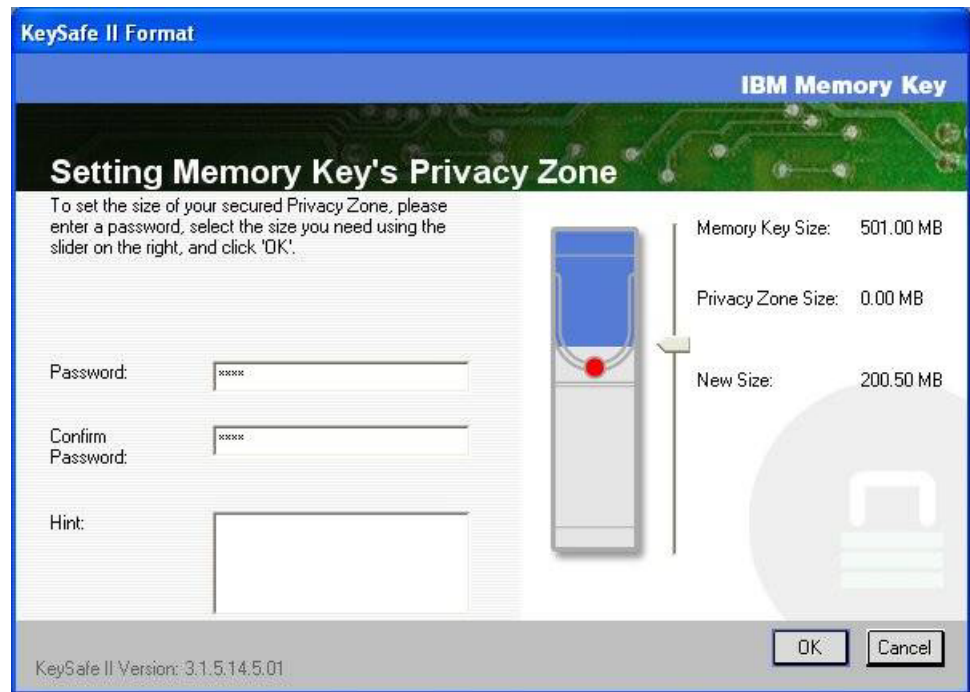 KeySafe II Format
IBM Memory Key
Setting Memory Key's Privacy Zone
To set the size of your secured Privacy Zone, please
enter a password, select the size you need using the
slider on the right, and click 'OK'.
Memory Key Size: 501.00 MB
Privacy Zone Size: 0.00 MB
New Size: 200.50 MB
Password: ××××
Confirm
Password: ××××
Hint:
OK Cancel
KeySafe II Version: 3.1.5.14.5.01